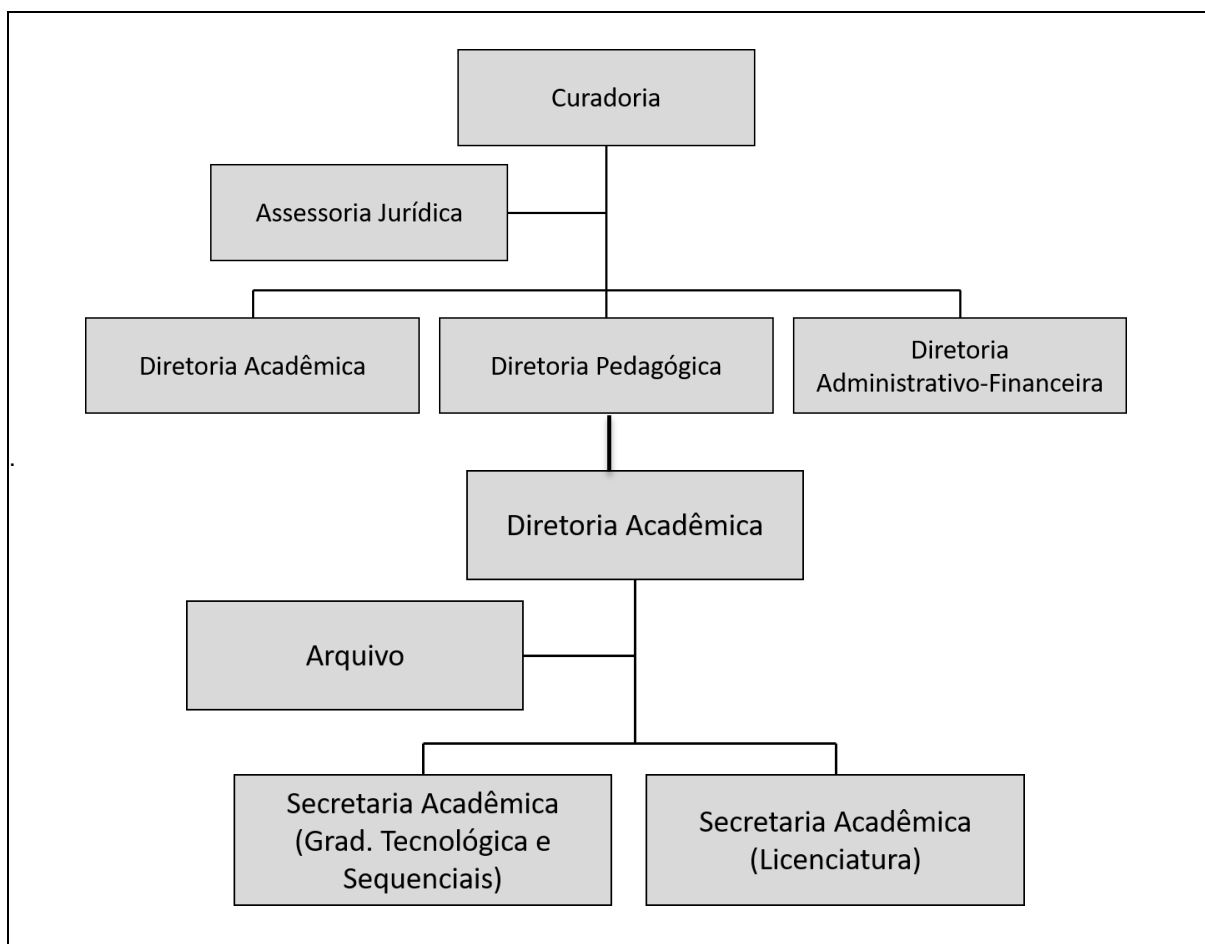 Curadoria
Assessoria Jurídica
Diretoria Acadêmica
Diretoria Pedagógica
Diretoria
Administrativo-Financeira
.
Diretoria Acadêmica
Arquivo
Secretaria Acadêmica
(Grad. Tecnológica e
Sequenciais)
Secretaria Acadêmica
(Licenciatura)